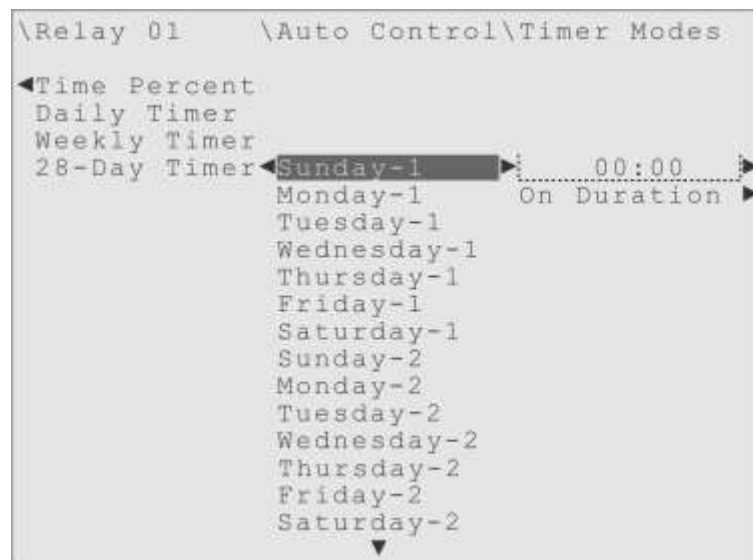 \Relay 01 \Auto Control\Timer Modes
Time Percent
Daily Timer
Weekly Timer
28-Day Timer Sunday-1 00:00
Monday-1 On Duration
Tuesday-1
Wednesday-1
Thursday-1
Friday-1
Saturday-1
Sunday-2
Monday-2
Tuesday-2
Wednesday-2
Thursday-2
Friday-2
Saturday-2